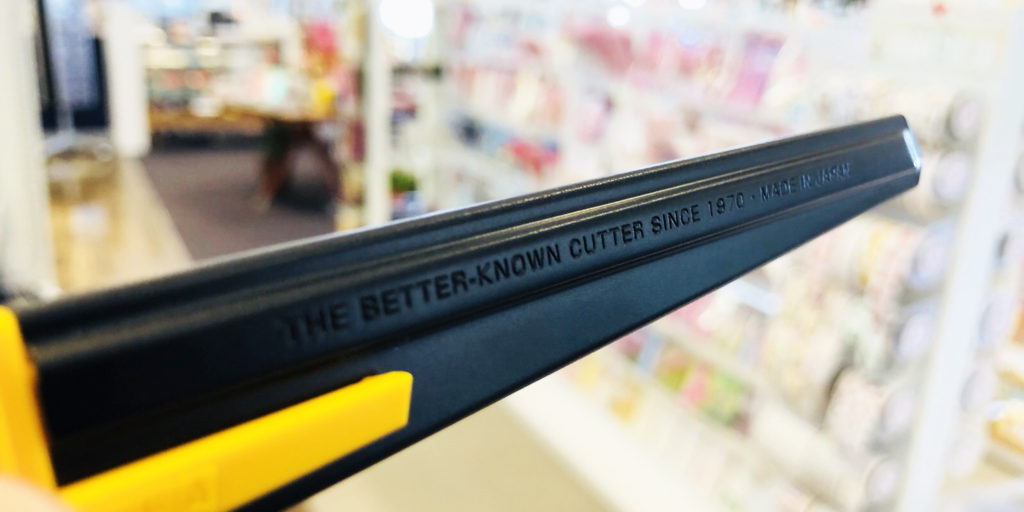 THE BETTER-KNOWN CUTTER SINCE 1970 · MADE IN JAPAN